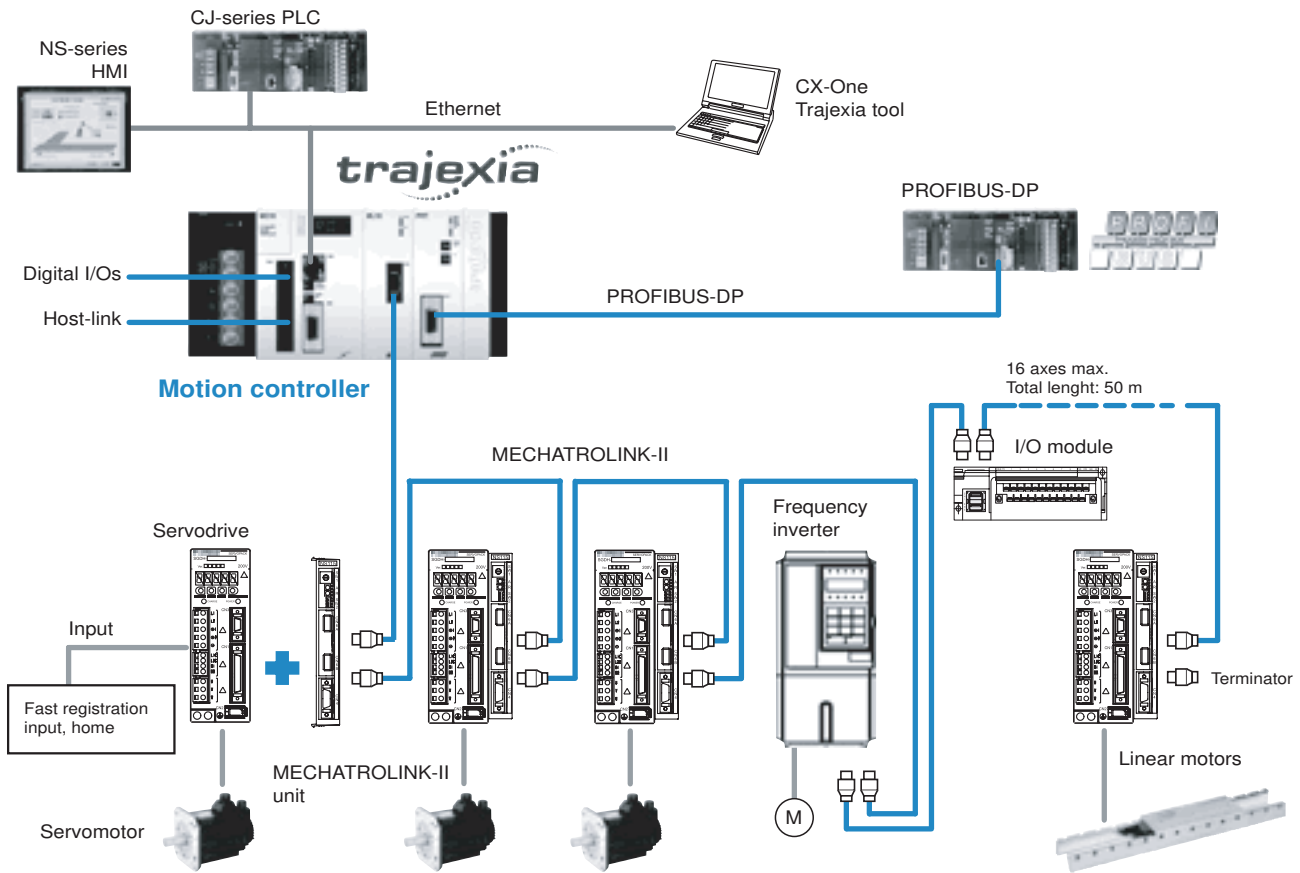 CJ-series PLC
NS-series
HMI
Ethernet
CX-One
Trajexia tool
trajexia
PROFIBUS-DP
Digital I/Os
PROFIBUS-DP
Host-link
Motion controller
16 axes max.
Total lenght: 50 m
MECHATROLINK-II
I/O module
Frequency
inverter
Servodrive
Input
Terminator
Fast registration
input, home
MECHATROLINK-II
unit
Linear motors
Servomotor
M